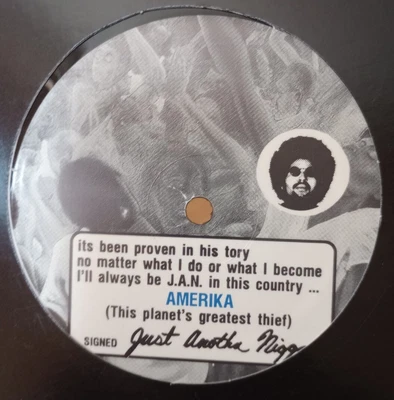 its been proven in his tory
no matter what I do or what I become
I'll always be J.A.N. in this country ...
AMERIKA
(This planet's greatest thief)
SIGNED Just Anotha Nigga